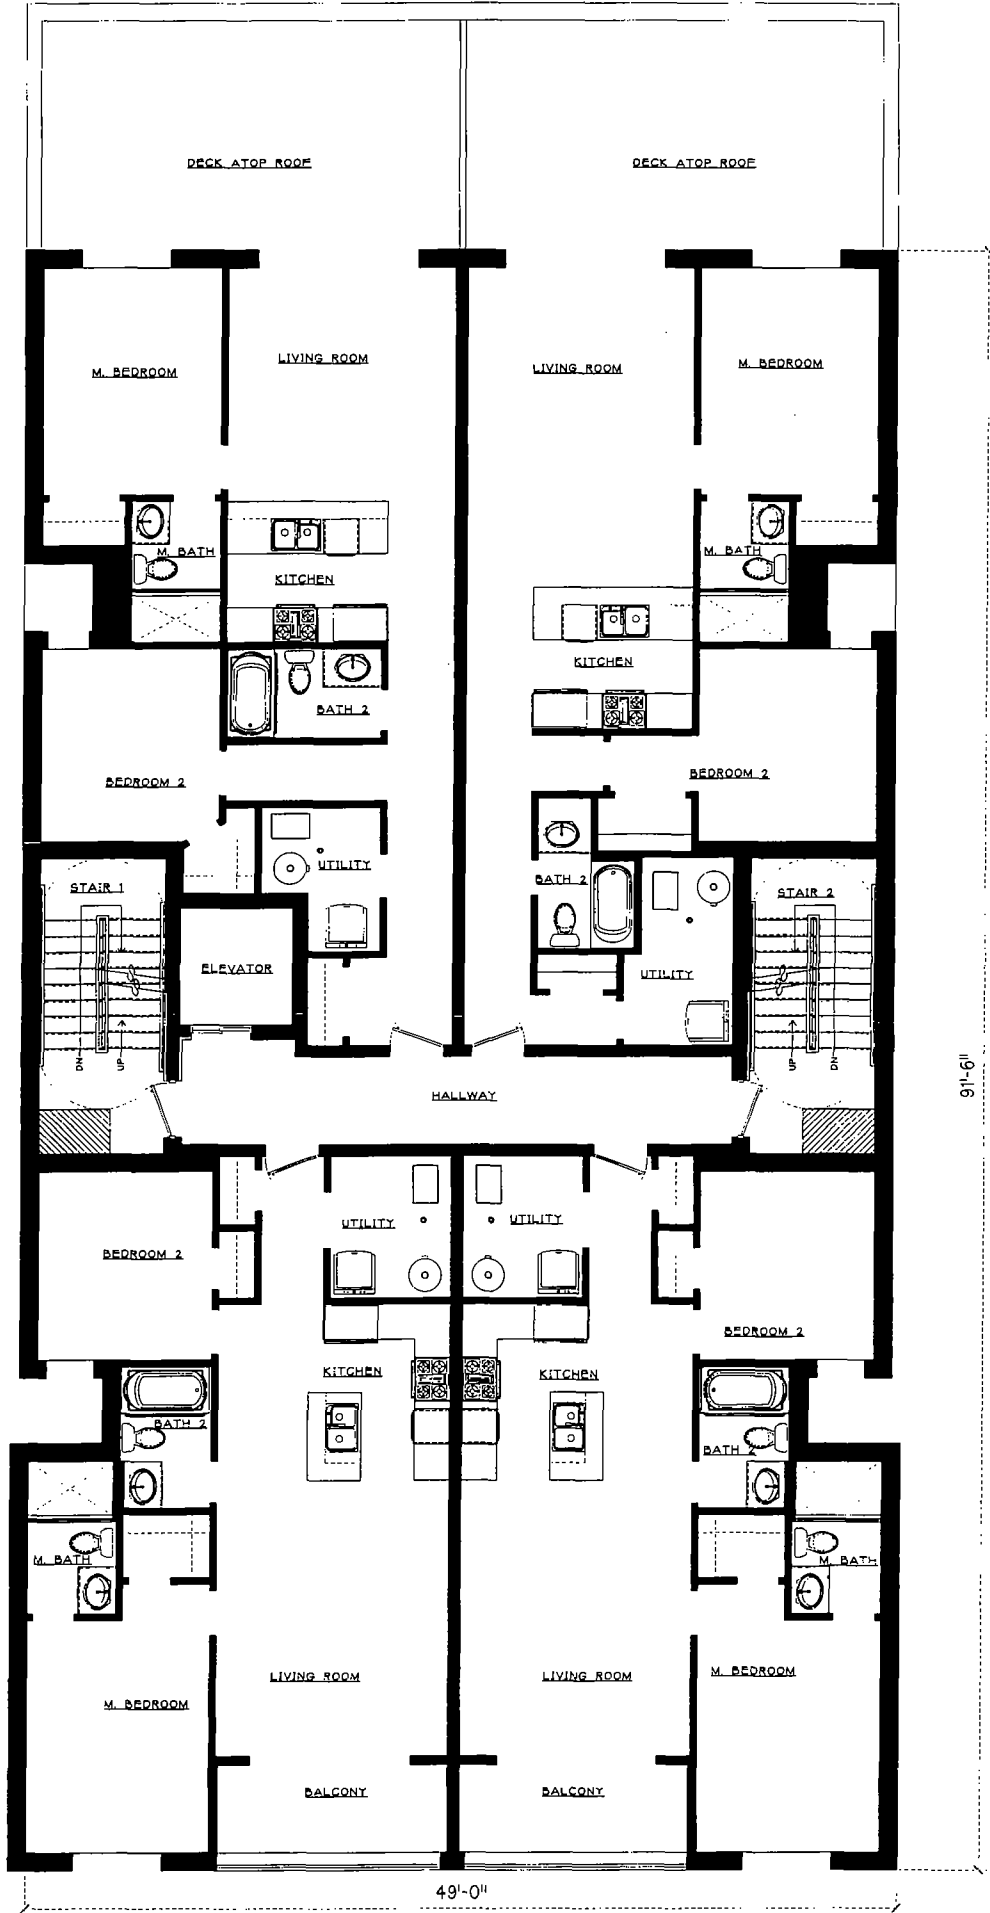 DECK ATOP ROOF
DECK ATOP ROOF
LIVING ROOM
M. BEDROOM
LIVING ROOM
M. BEDROOM
M. BATH
M. BATH
KITCHEN
KITCHEN
BATH 2
BEDROOM 2
BEDROOM 2
UTILITY
BATH 2
STAIR 1
STAIR 2
ELEVATOR
UTILITY
DN
UP
UP
DN
HALLWAY
91'-6"
UTILITY
UTILITY
BEDROOM 2
BEDROOM 2
KITCHEN
KITCHEN
BATH 2
BATH 2
M. BATH
M. BATH
LIVING ROOM
LIVING ROOM
M. BEDROOM
M. BEDROOM
BALCONY
BALCONY
49'-0"